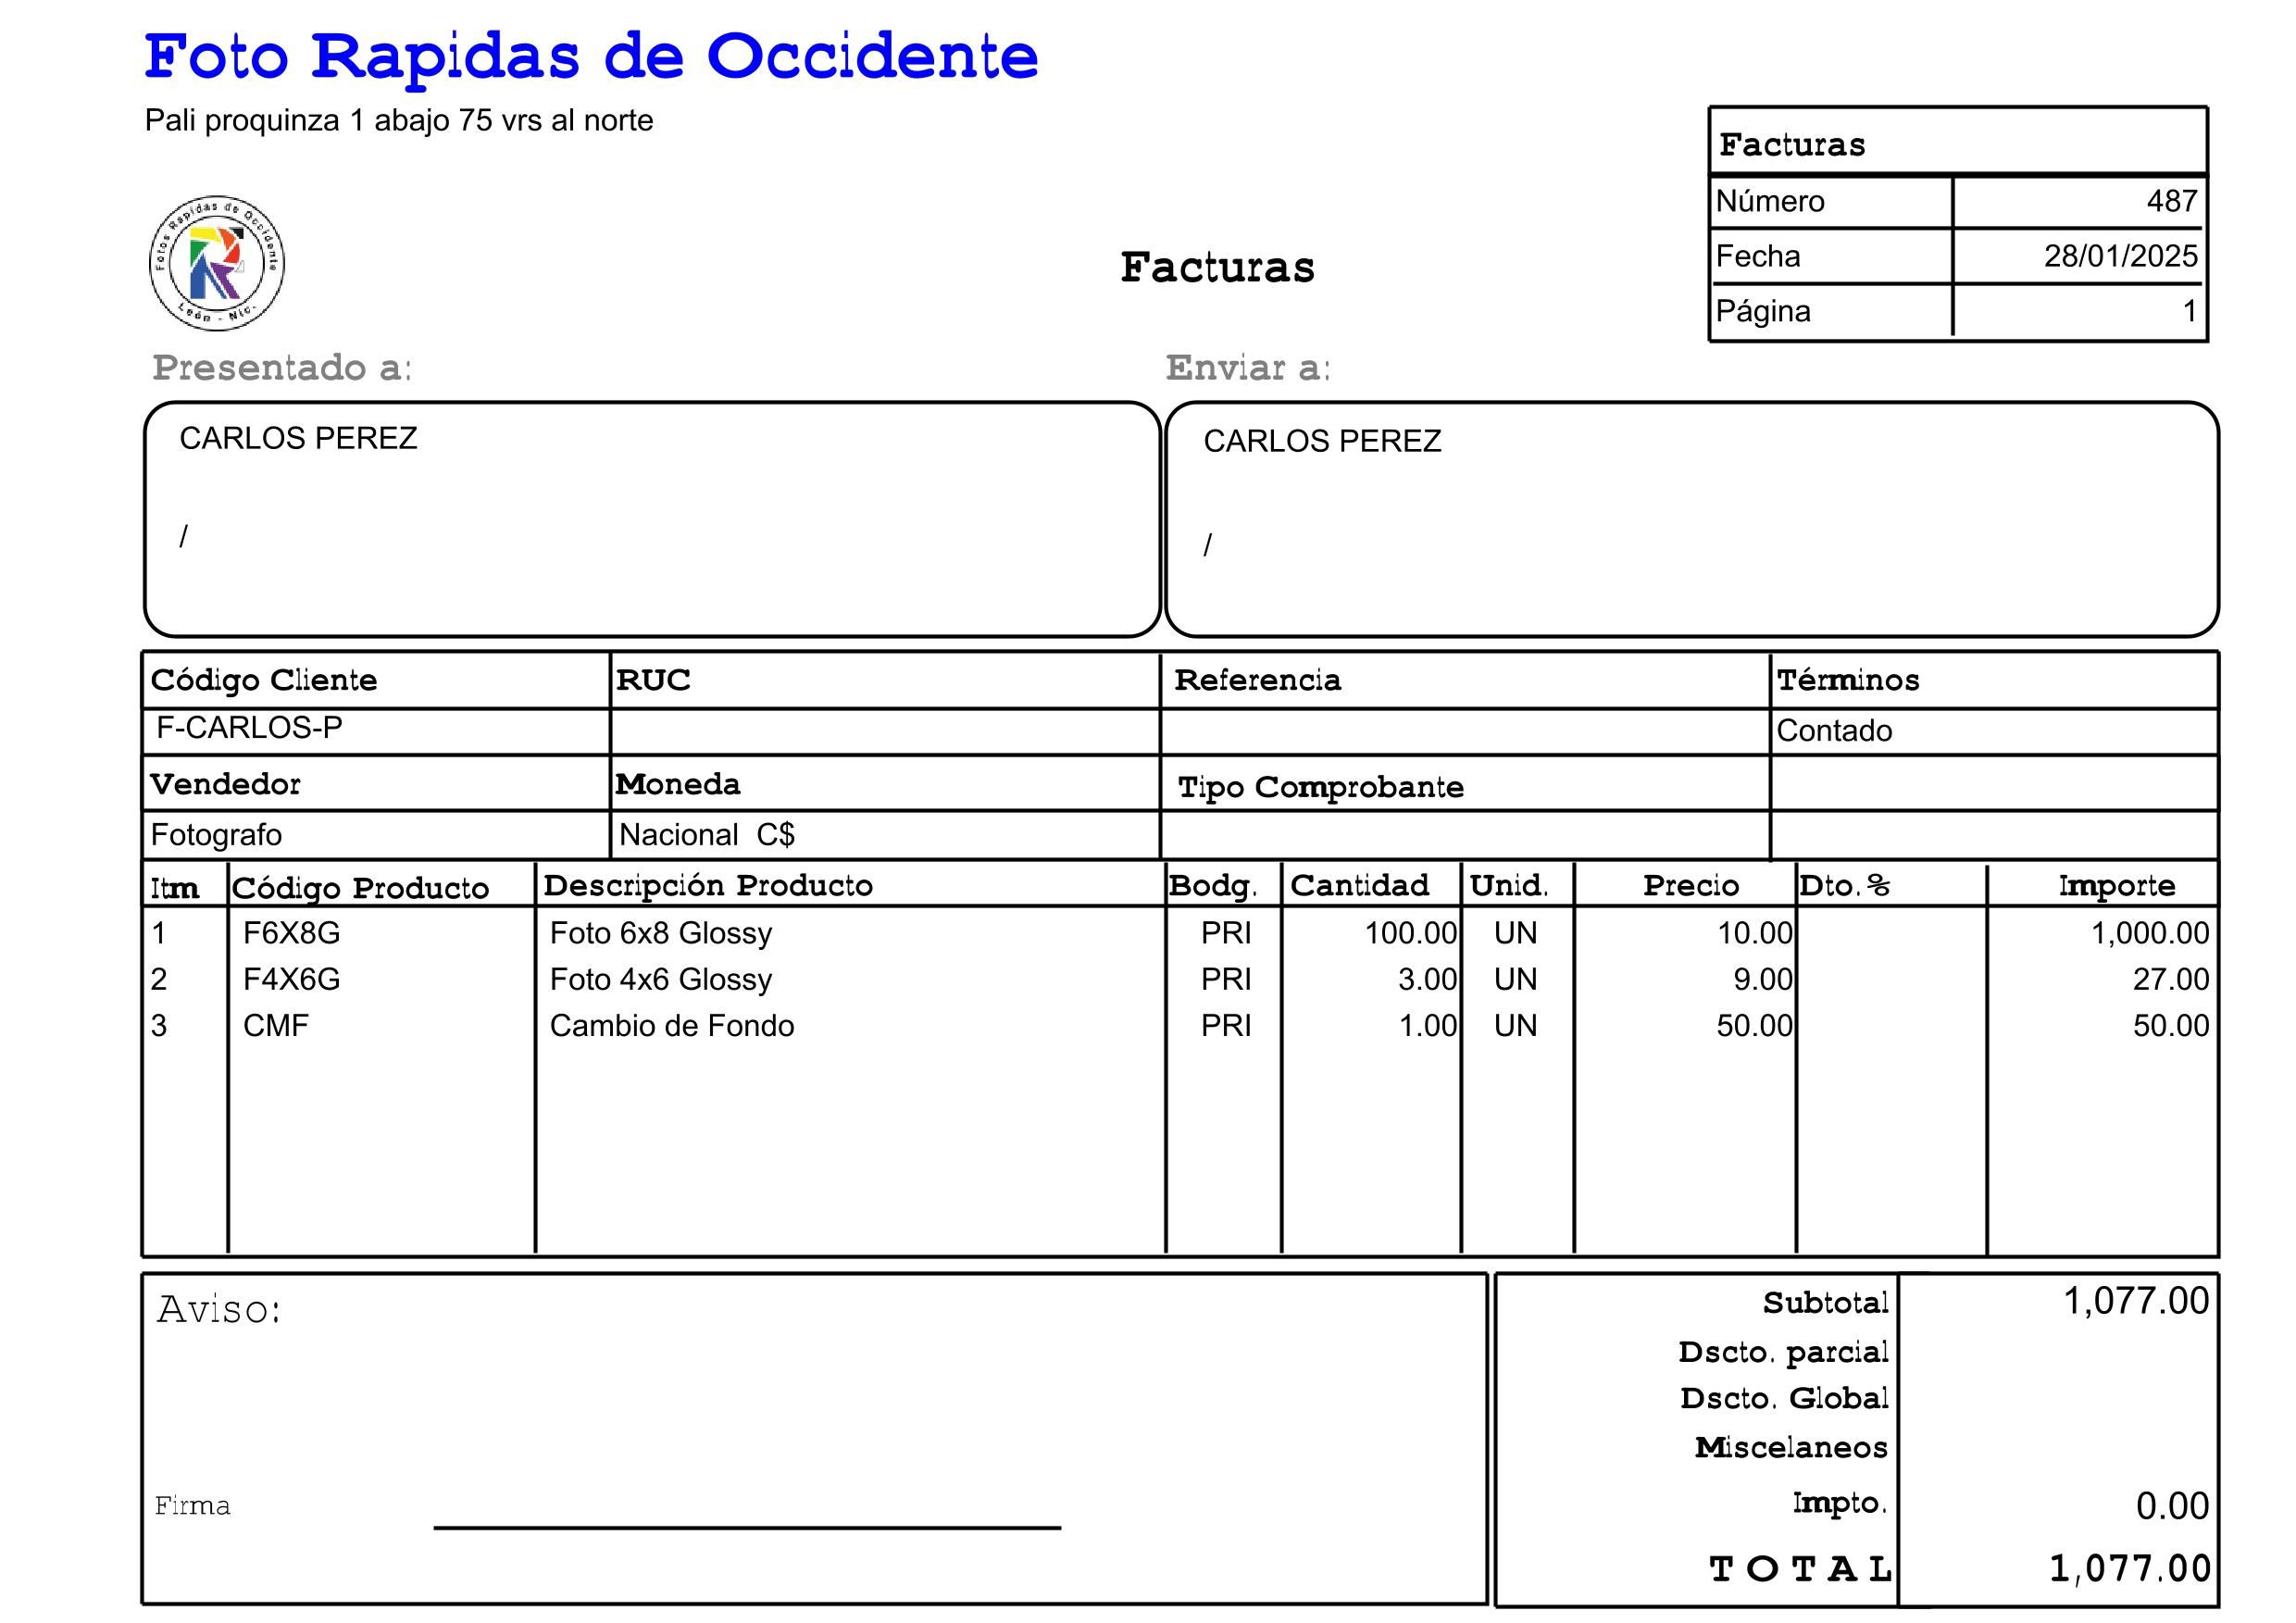 Foto Rapidas de Occidente
Pali proquinza 1 abajo 75 vrs al norte
Facturas
Número 487
Fecha 28/01/2025
Página 1
Fotos Rapidas de Occidente
León - Nic.
Facturas
Presentado a: Enviar a:
CARLOS PEREZ CARLOS PEREZ
/ /
Código Cliente RUC Referencia Términos
F-CARLOS-P Contado
Vendedor Moneda Tipo Comprobante
Fotografo Nacional C$
Itm Código Producto Descripción Producto Bodg. Cantidad Unid. Precio Dto.% Importe
1 F6X8G Foto 6x8 Glossy PRI 100.00 UN 10.00 1,000.00
2 F4X6G Foto 4x6 Glossy PRI 3.00 UN 9.00 27.00
3 CMF Cambio de Fondo PRI 1.00 UN 50.00 50.00
Aviso:
Subtotal 1,077.00
Dscto. parcial
Dscto. Global
Miscelaneos
Firma
Impto. 0.00
TOTAL 1,077.00